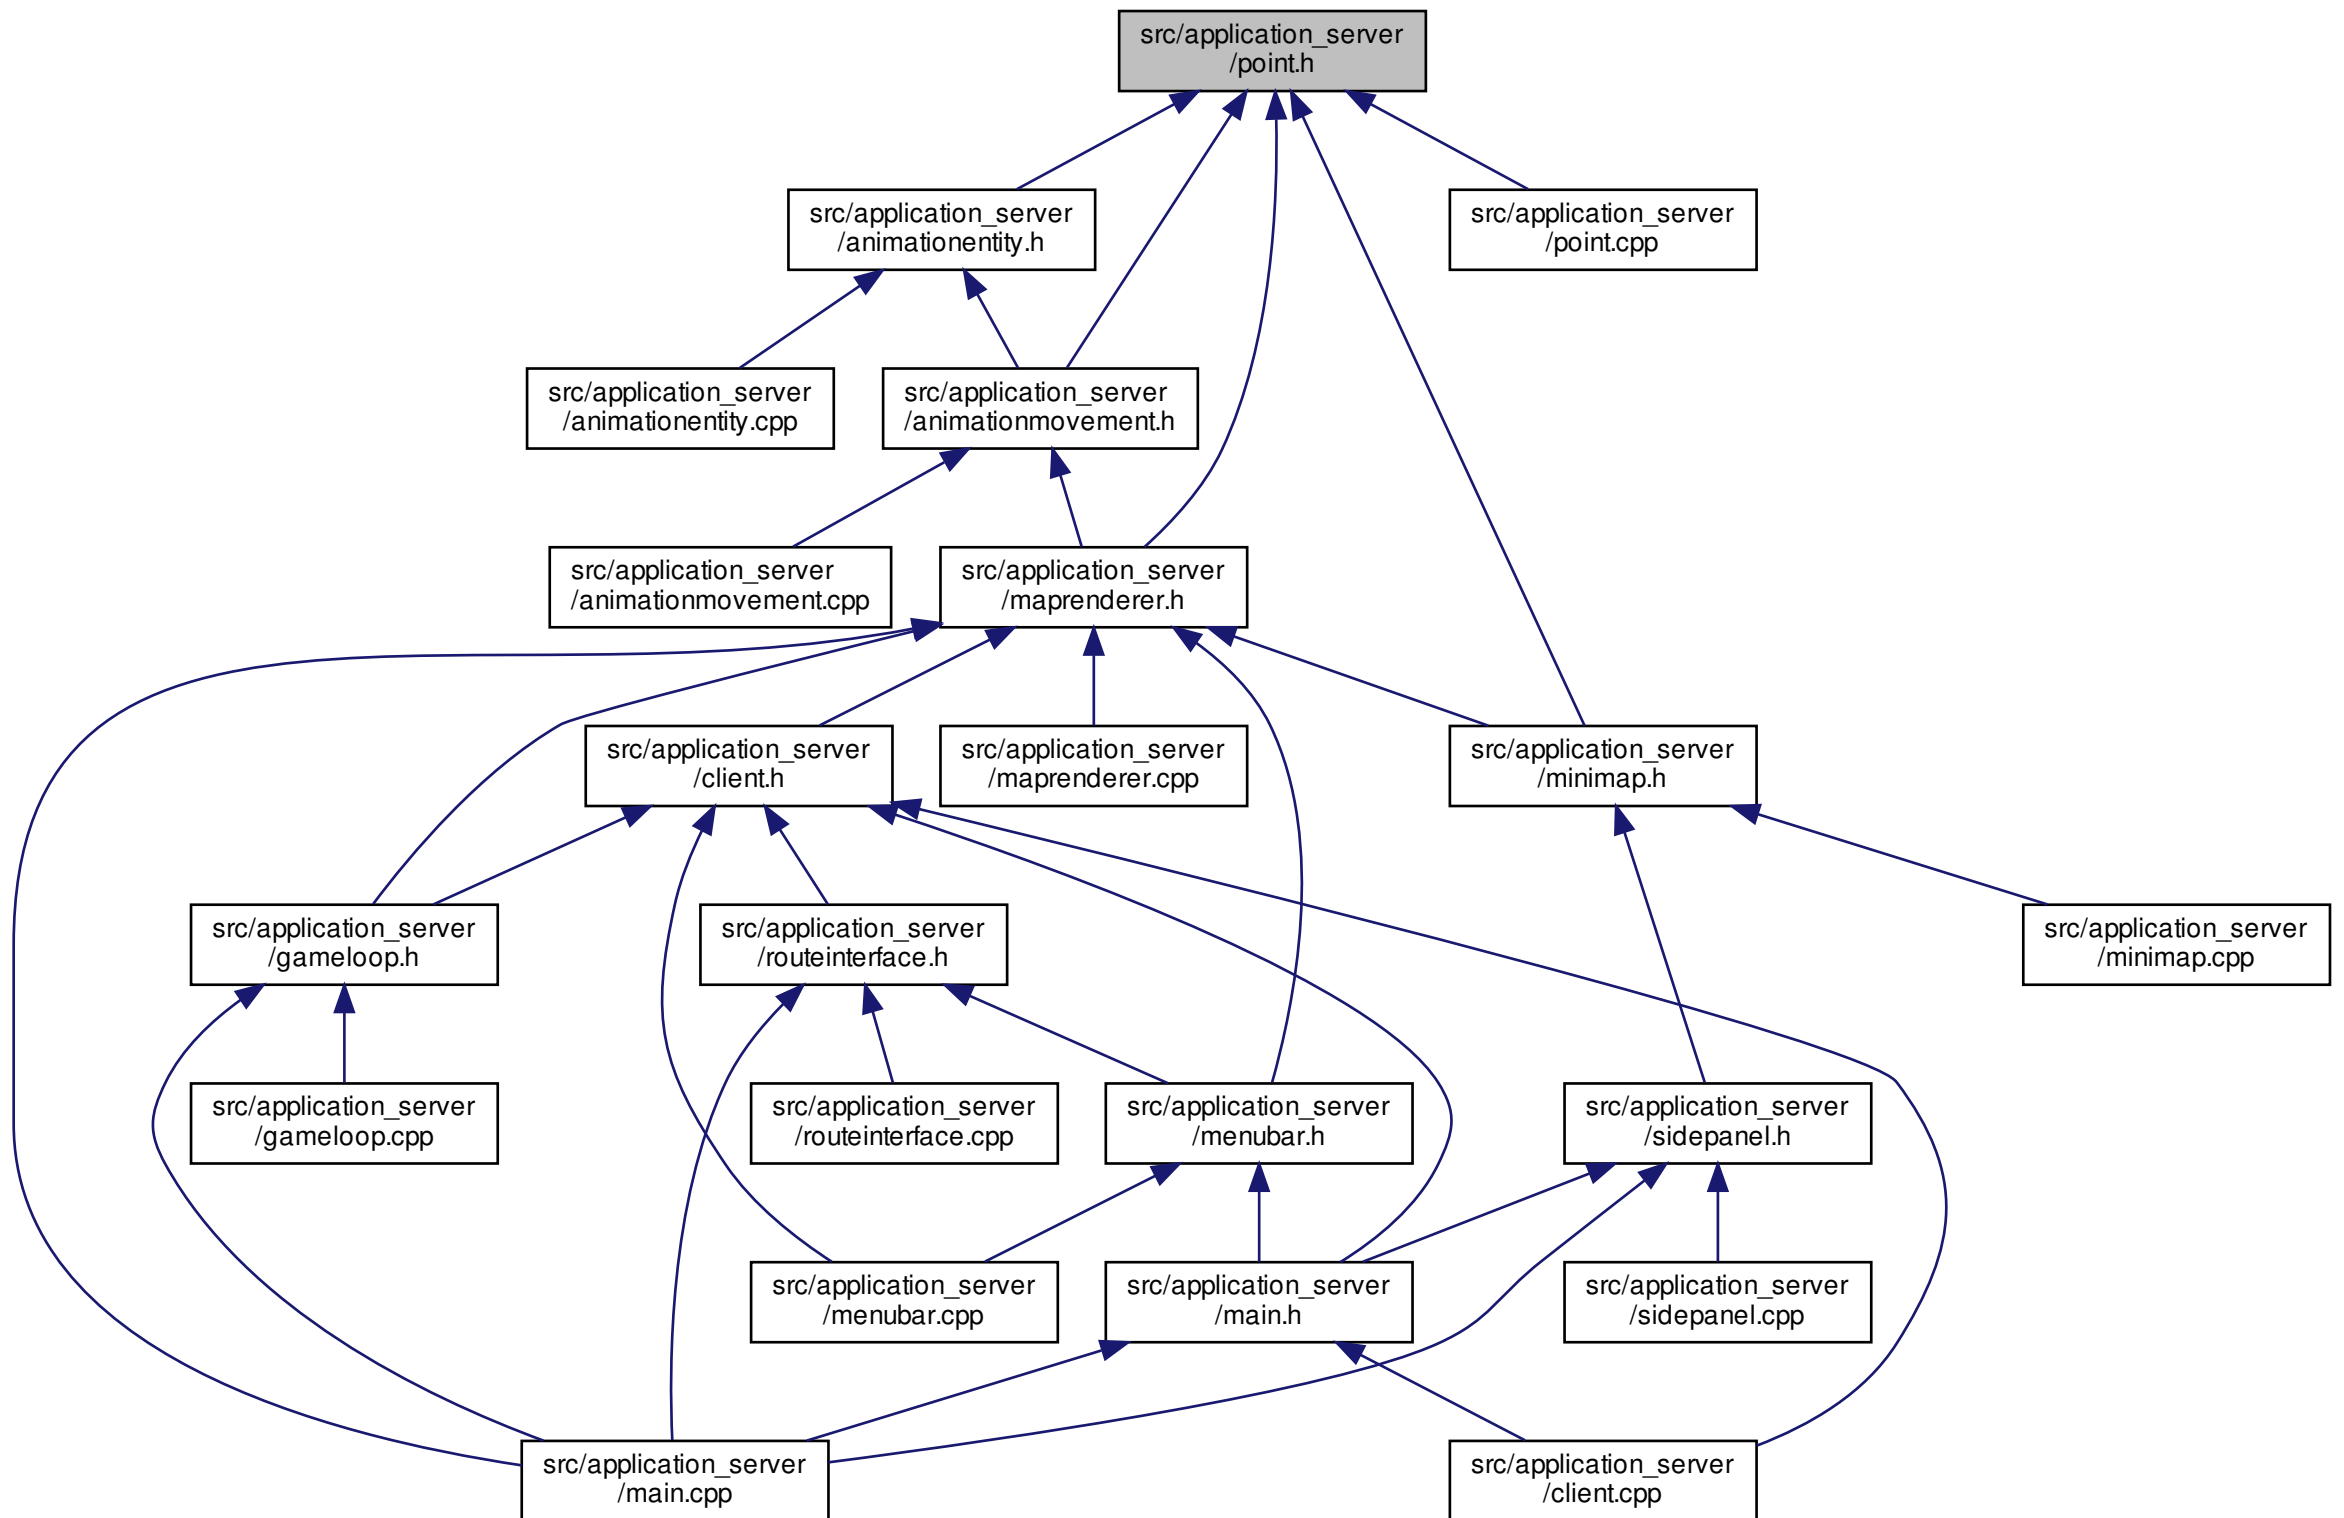 src/application_server
/point.h
src/application_server
/animationentity.h
src/application_server
/point.cpp
src/application_server
/animationentity.cpp
src/application_server
/animationmovement.h
src/application_server
/animationmovement.cpp
src/application_server
/maprenderer.h
src/application_server
/client.h
src/application_server
/maprenderer.cpp
src/application_server
/minimap.h
src/application_server
/gameloop.h
src/application_server
/routeinterface.h
src/application_server
/minimap.cpp
src/application_server
/gameloop.cpp
src/application_server
/routeinterface.cpp
src/application_server
/menubar.h
src/application_server
/sidepanel.h
src/application_server
/menubar.cpp
src/application_server
/main.h
src/application_server
/sidepanel.cpp
src/application_server
/main.cpp
src/application_server
/client.cpp